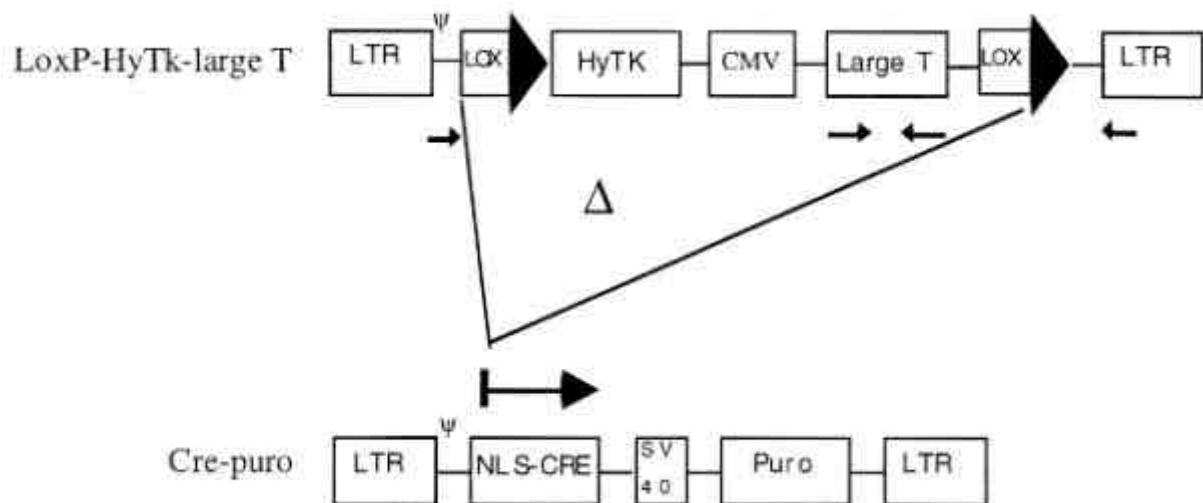 ψ
LoxP-HyTk-large T LTR LOX HyTK CMV Large T LOX LTR
Δ
ψ
Cre-puro LTR NLS-CRE SV 40 Puro LTR